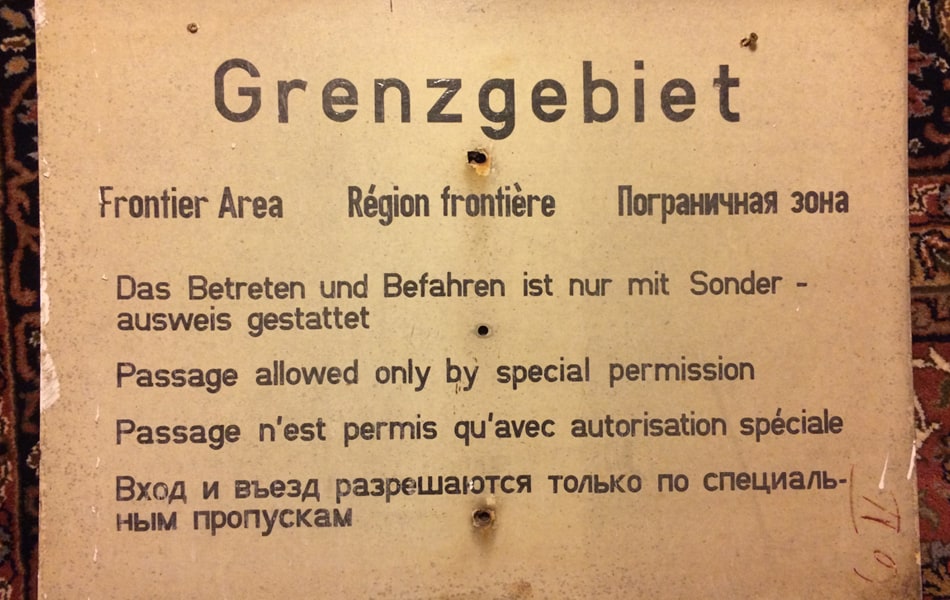 Grenzgebiet
Frontier Area Région frontière Пограничная зона
Das Betreten und Befahren ist nur mit Sonder -
ausweis gestattet
Passage allowed only by special permission
Passage n'est permis qu'avec autorisation spéciale
Вход и въезд разрешаются только по специаль-
ным пропускам